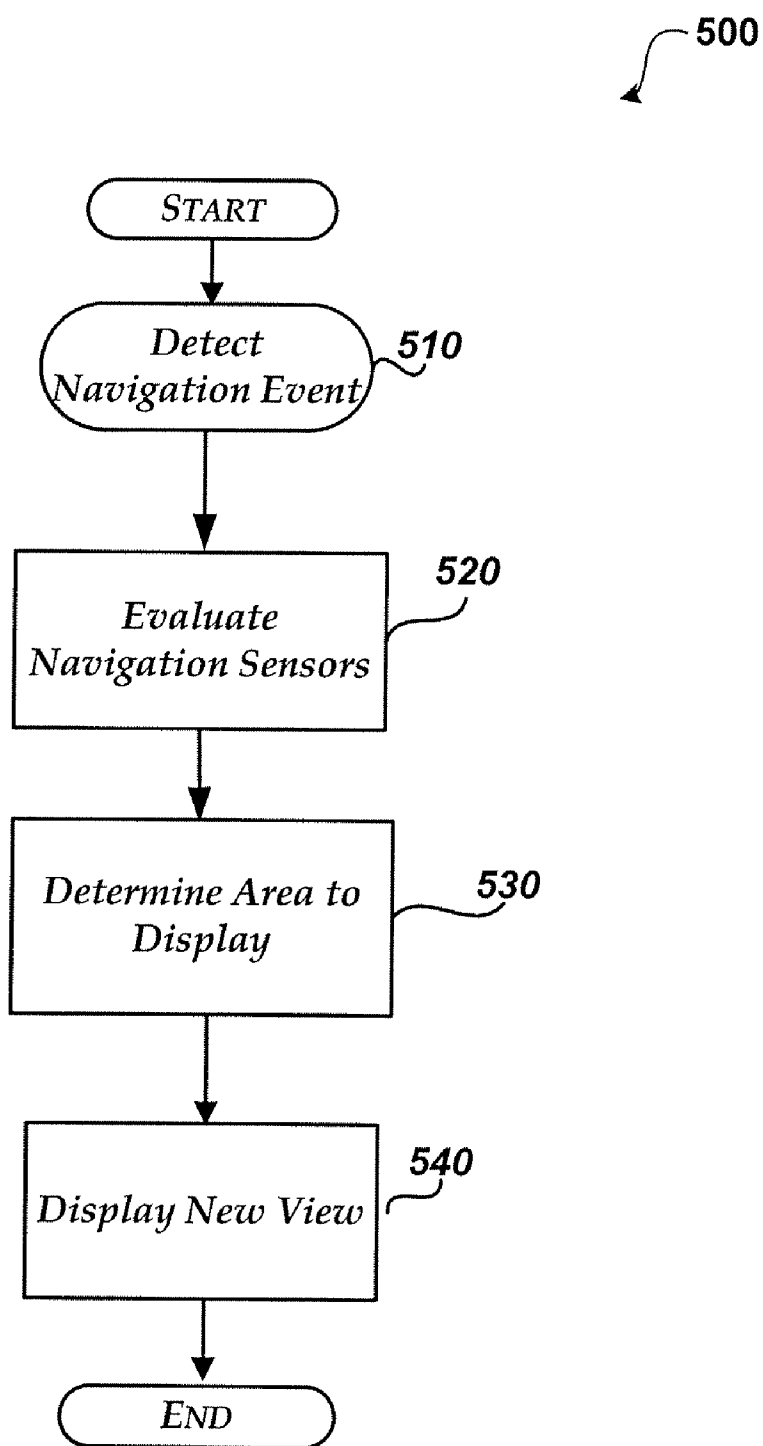 500
START
Detect
Navigation Event
510
Evaluate
Navigation Sensors
520
Determine Area to
Display
530
Display New View
540
END